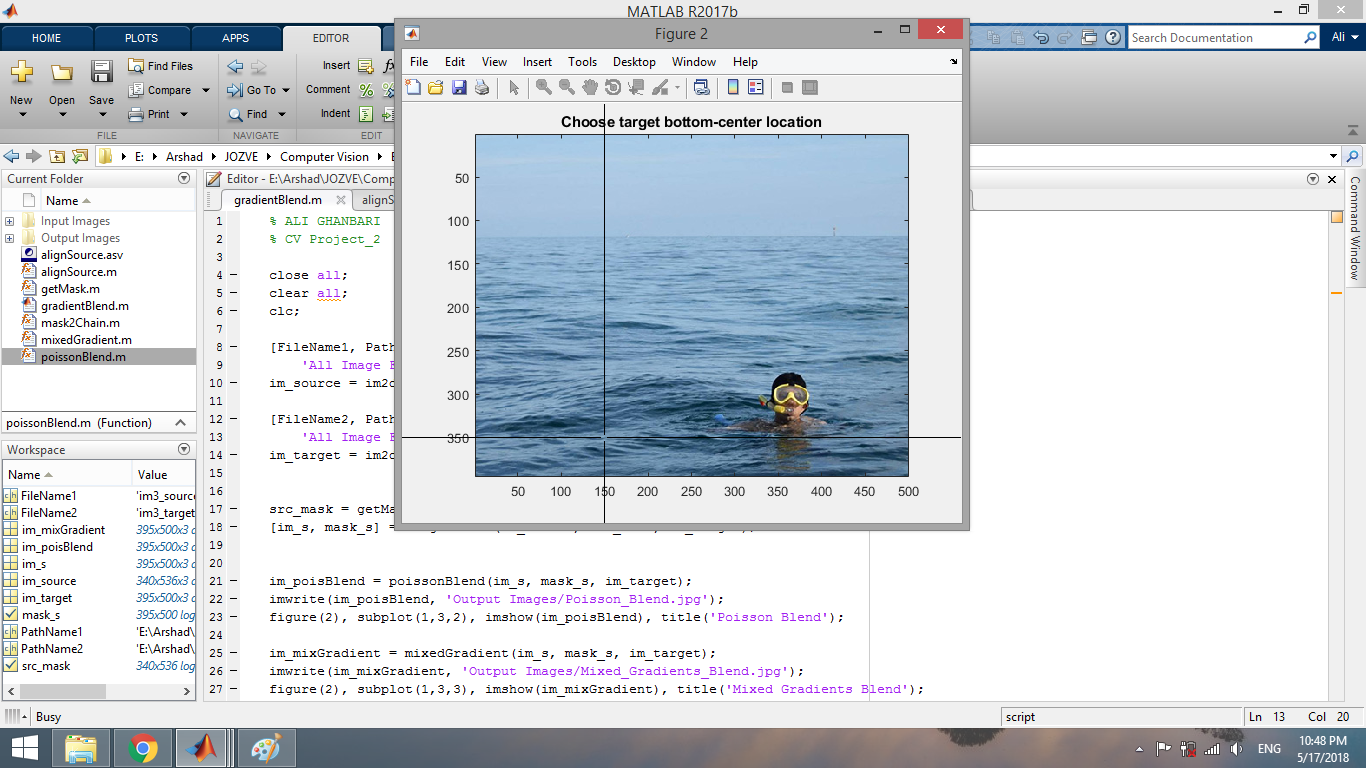 MATLAB R2017b
HOME PLOTS APPS EDITOR
Search Documentation
Ali
New
Open
Save
Find Files
Compare
Print
Go To
Find
Insert
Comment
Indent
FILE NAVIGATE EDIT
E: Arshad JOZVE Computer Vision
Current Folder
Name
Input Images
Output Images
alignSource.asv
alignSource.m
getMask.m
gradientBlend.m
mask2Chain.m
mixedGradient.m
poissonBlend.m
poissonBlend.m (Function)
Workspace
Name Value
FileName1 'im3_source
FileName2 'im3_target
im_mixGradient 395x500x3 d
im_poisBlend 395x500x3 d
im_s 395x500x3 d
im_source 340x536x3 d
im_target 395x500x3 d
mask_s 395x500 log
PathName1 'E:\Arshad\
PathName2 'E:\Arshad\
src_mask 340x536 log
Editor - E:\Arshad\JOZVE\Comp
gradientBlend.m alignS
1 % ALI GHANBARI
2 % CV Project_2
3
4 close all;
5 clear all;
6 clc;
7
8 [FileName1, Path
9 'All Image F
10 im_source = im2d
11
12 [FileName2, Path
13 'All Image F
14 im_target = im2d
15
16
17 src_mask = getMa
18 [im_s, mask_s] =
19
20
21 im_poisBlend = poissonBlend(im_s, mask_s, im_target);
22 imwrite(im_poisBlend, 'Output Images/Poisson_Blend.jpg');
23 figure(2), subplot(1,3,2), imshow(im_poisBlend), title('Poisson Blend');
24
25 im_mixGradient = mixedGradient(im_s, mask_s, im_target);
26 imwrite(im_mixGradient, 'Output Images/Mixed_Gradients_Blend.jpg');
27 figure(2), subplot(1,3,3), imshow(im_mixGradient), title('Mixed Gradients Blend');
Figure 2
File Edit View Insert Tools Desktop Window Help
Choose target bottom-center location
50
100
150
200
250
300
350
50 100 150 200 250 300 350 400 450 500
Command Window
Busy
script
Ln 13 Col 20
ENG
10:48 PM
5/17/2018